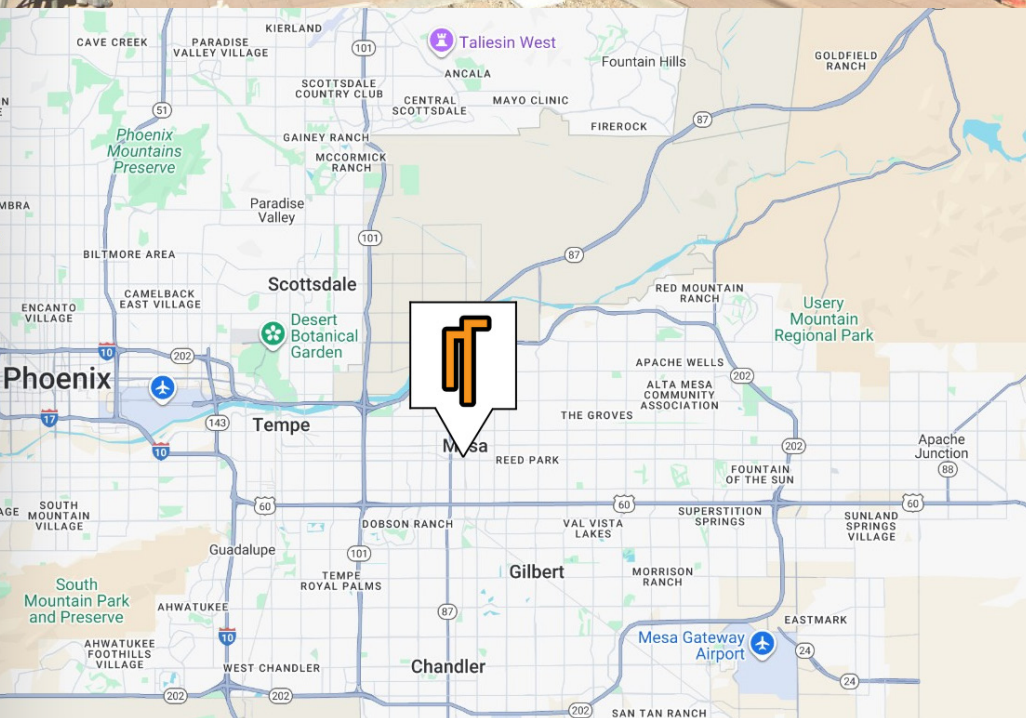 KIERLAND
CAVE CREEK
PARADISE
VALLEY VILLAGE
101
Taliesin West
ANCALA
Fountain Hills
GOLDFIELD
RANCH
SCOTTSDALE
COUNTRY CLUB
CENTRAL
SCOTTSDALE
MAYO CLINIC
51
Phoenix
Mountains
Preserve
GAINEY RANCH
MCCORMICK
RANCH
FIREROCK
87
MBRA
Paradise
Valley
101
87
BILTMORE AREA
Scottsdale
RED MOUNTAIN
RANCH
ENCANTO
VILLAGE
CAMELBACK
EAST VILLAGE
Desert
Botanical
Garden
Usery
Mountain
Regional Park
10
202
Phoenix
APACHE WELLS
202
ALTA MESA
COMMUNITY
ASSOCIATION
17
143
Tempe
THE GROVES
10
M sa
REED PARK
202
Apache
Junction
88
FOUNTAIN
OF THE SUN
AGE
SOUTH
MOUNTAIN
VILLAGE
60
60
60
DOBSON RANCH
VAL VISTA
LAKES
SUPERSTITION
SPRINGS
SUNLAND
SPRINGS
VILLAGE
Guadalupe
101
TEMPE
ROYAL PALMS
Gilbert
MORRISON
RANCH
South
Mountain Park
and Preserve
AHWATUKEE
87
EASTMARK
10
Mesa Gateway
Airport
24
AHWATUKEE
FOOTHILLS
VILLAGE
WEST CHANDLER
Chandler
24
202
202
202
SAN TAN RANCH